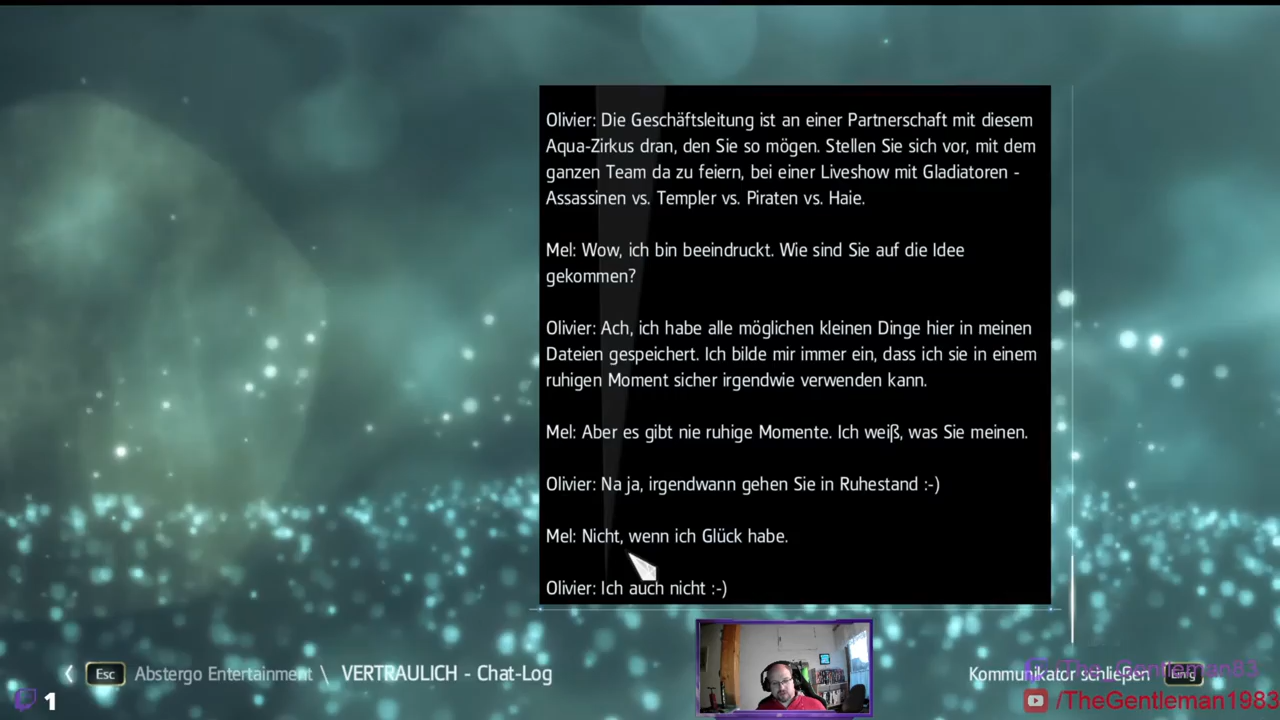 Olivier: Die Geschäftsleitung ist an einer Partnerschaft mit diesem
Aqua-Zirkus dran, den Sie so mögen. Stellen Sie sich vor, mit dem
ganzen Team da zu feiern, bei einer Liveshow mit Gladiatoren -
Assassinen vs. Templer vs. Piraten vs. Haie.
Mel: Wow, ich bin beeindruckt. Wie sind Sie auf die Idee
gekommen?
Olivier: Ach, ich habe alle möglichen kleinen Dinge hier in meinen
Dateien gespeichert. Ich bilde mir immer ein, dass ich sie in einem
ruhigen Moment sicher irgendwie verwenden kann.
Mel: Aber es gibt nie ruhige Momente. Ich weiß, was Sie meinen.
Olivier: Na ja, irgendwann gehen Sie in Ruhestand :-)
Mel: Nicht, wenn ich Glück habe.
Olivier: Ich auch nicht :-)
Esc Abstergo Entertainment \ VERTRAULICH - Chat-Log
Kommunikator schließen
/The_Gentleman83
1
/TheGentleman1983